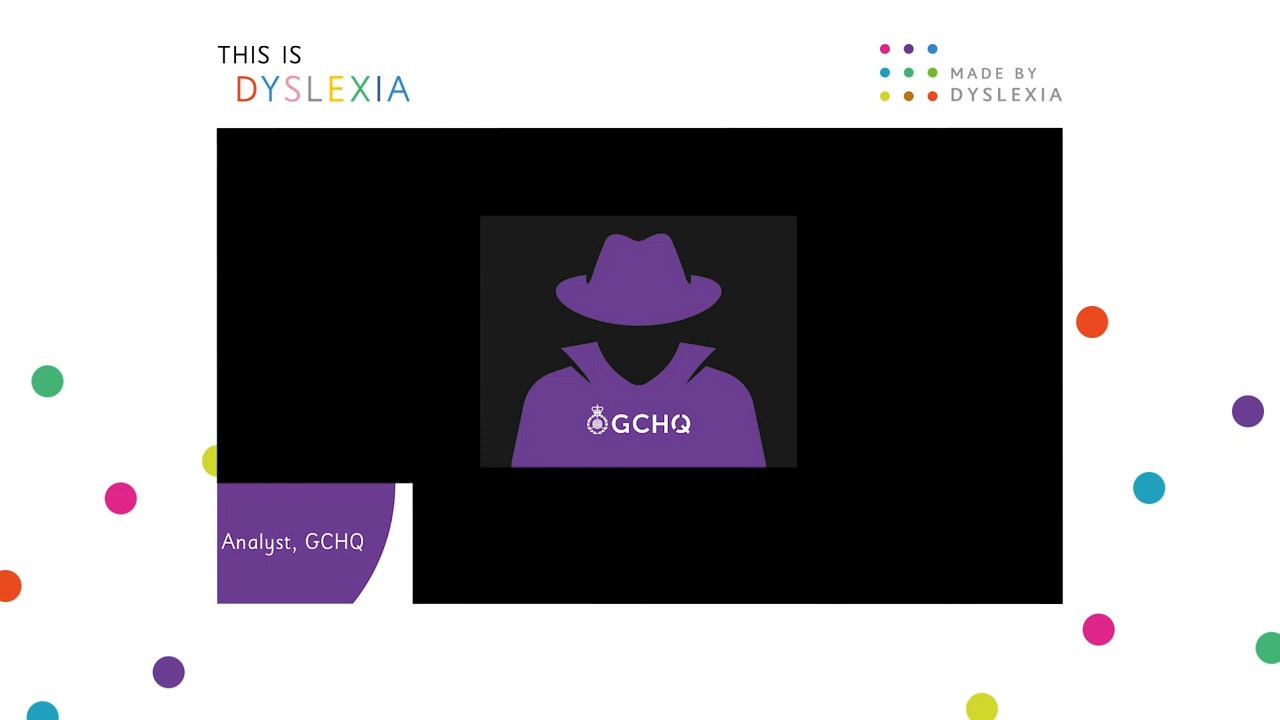 THIS IS
DYSLEXIA
MADE BY
DYSLEXIA
GCHQ
Analyst, GCHQ